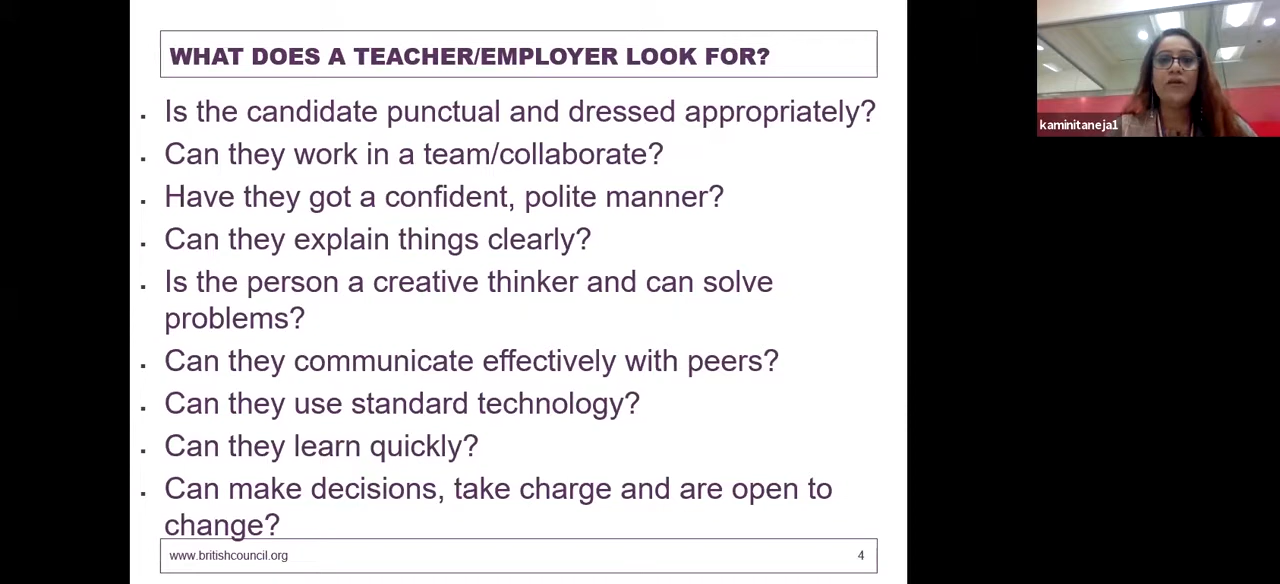 WHAT DOES A TEACHER/EMPLOYER LOOK FOR?
Is the candidate punctual and dressed appropriately?
Can they work in a team/collaborate?
Have they got a confident, polite manner?
Can they explain things clearly?
Is the person a creative thinker and can solve
problems?
Can they communicate effectively with peers?
Can they use standard technology?
Can they learn quickly?
Can make decisions, take charge and are open to
change?
www.britishcouncil.org
4
kaminitaneja1